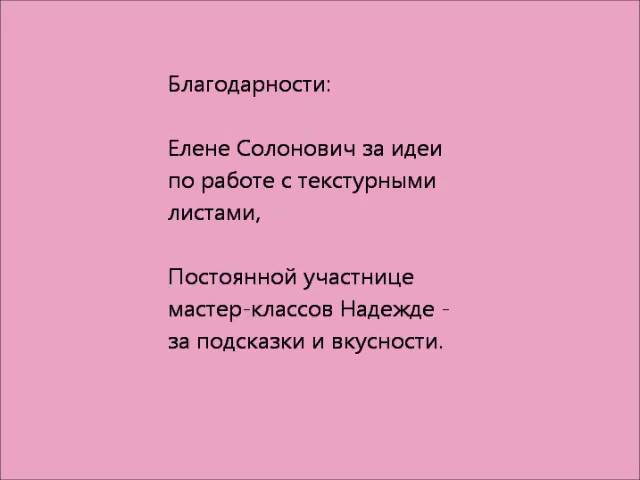 Благодарности:
Елене Солонович за идеи
по работе с текстурными
листами,
Постоянной участнице
мастер-классов Надежде -
за подсказки и вкусности.